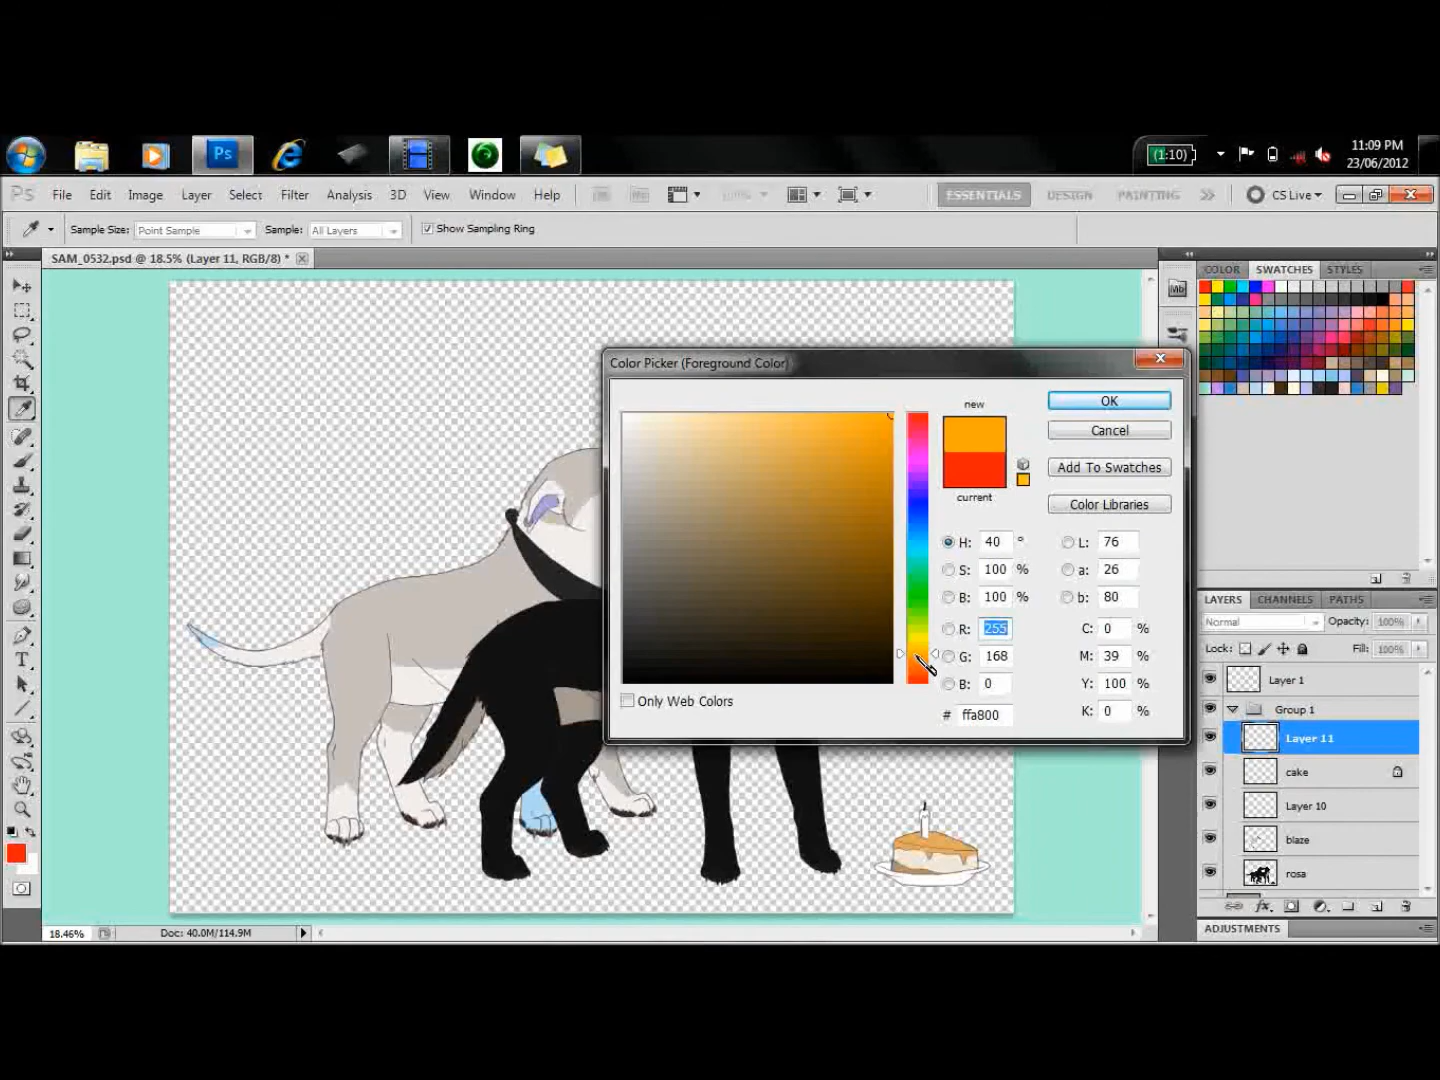 Ps
(1:10)
11:09 PM
23/06/2012
PS File Edit Image Layer Select Filter Analysis 3D View Window Help
ESSENTIALS DESIGN PAINTING >> CS Live
Sample Size: Point Sample Sample: All Layers Show Sampling Ring
SAM_0532.psd @ 18.5% (Layer 11, RGB/8) *
COLOR SWATCHES STYLES
Mb
Color Picker (Foreground Color)
new
current
OK
Cancel
Add To Swatches
Color Libraries
H: 40 °
S: 100 %
B: 100 %
R: 255
G: 168
B: 0
# ffa800
L: 76
a: 26
b: 80
C: 0 %
M: 39 %
Y: 100 %
K: 0 %
Only Web Colors
T
LAYERS CHANNELS PATHS
Normal Opacity: 100%
Lock: Fill: 100%
Layer 1
Group 1
Layer 11
cake
Layer 10
blaze
rosa
fx
ADJUSTMENTS
18.46% Doc: 40.0M/114.9M